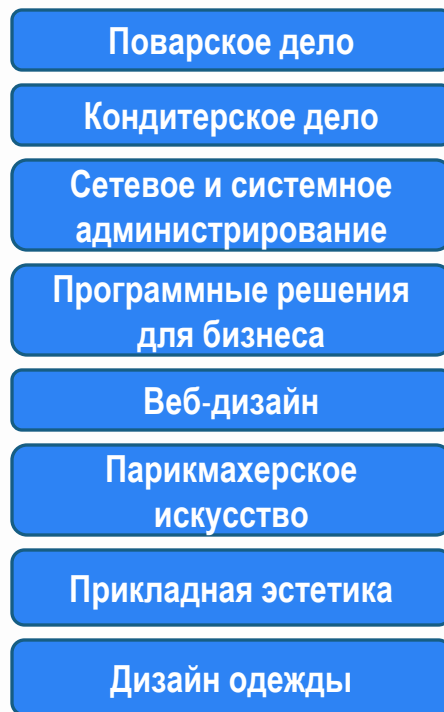 Поварское дело
Кондитерское дело
Сетевое и системное
администрирование
Программные решения
для бизнеса
Веб-дизайн
Парикмахерское
искусство
Прикладная эстетика
Дизайн одежды